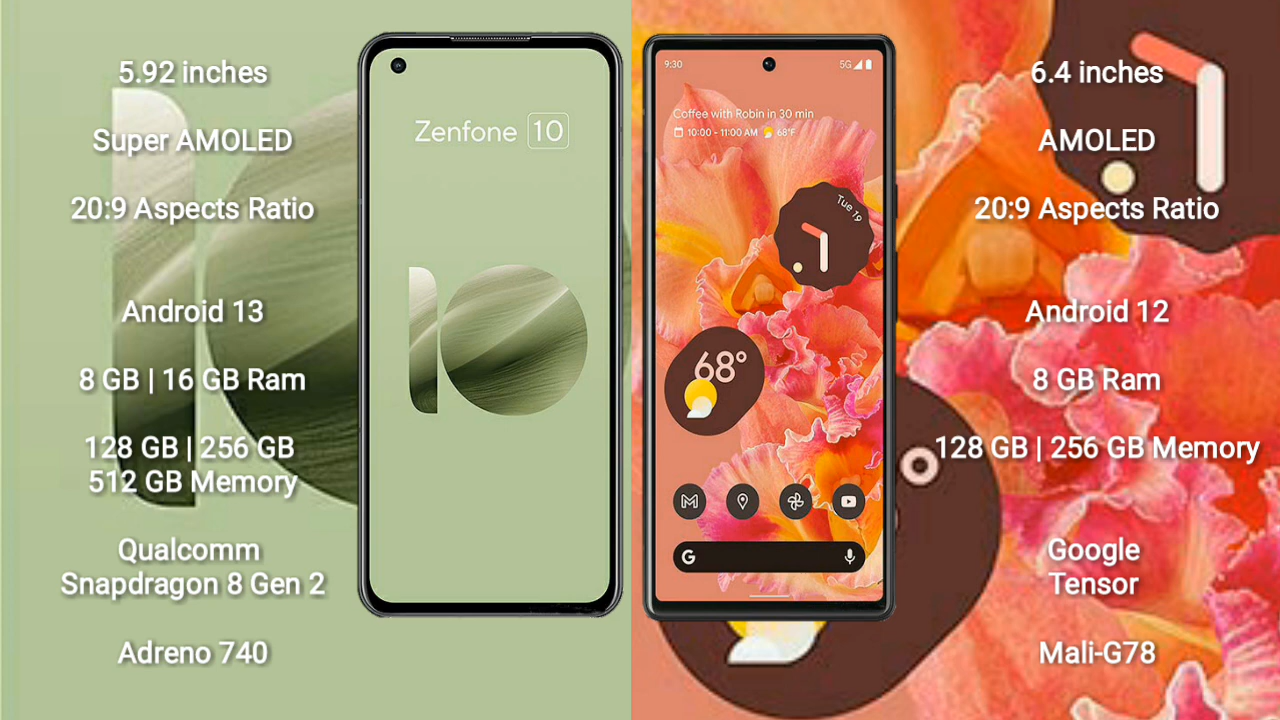 5.92 inches
Super AMOLED
20:9 Aspects Ratio
Android 13
8 GB | 16 GB Ram
128 GB | 256 GB
512 GB Memory
Qualcomm
Snapdragon 8 Gen 2
Adreno 740
Zenfone 10
9:30
5G
Coffee with Robin in 30 min
10:00 - 11:00 AM 68°F
Tue 19
68°
G
6.4 inches
AMOLED
20:9 Aspects Ratio
Android 12
8 GB Ram
128 GB | 256 GB Memory
Google
Tensor
Mali-G78